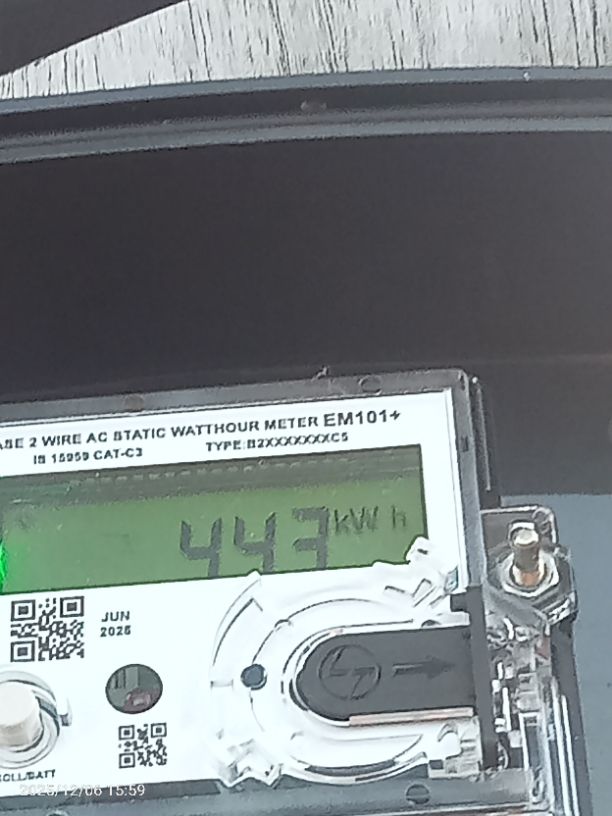 ASE 2 WIRE AC STATIC WATTHOUR METER EM101+
IS 15959 CAT-C3 TYPE:B2XXXXXXXC5
443 kWh
JUN
2025
2025/12/06 15:59